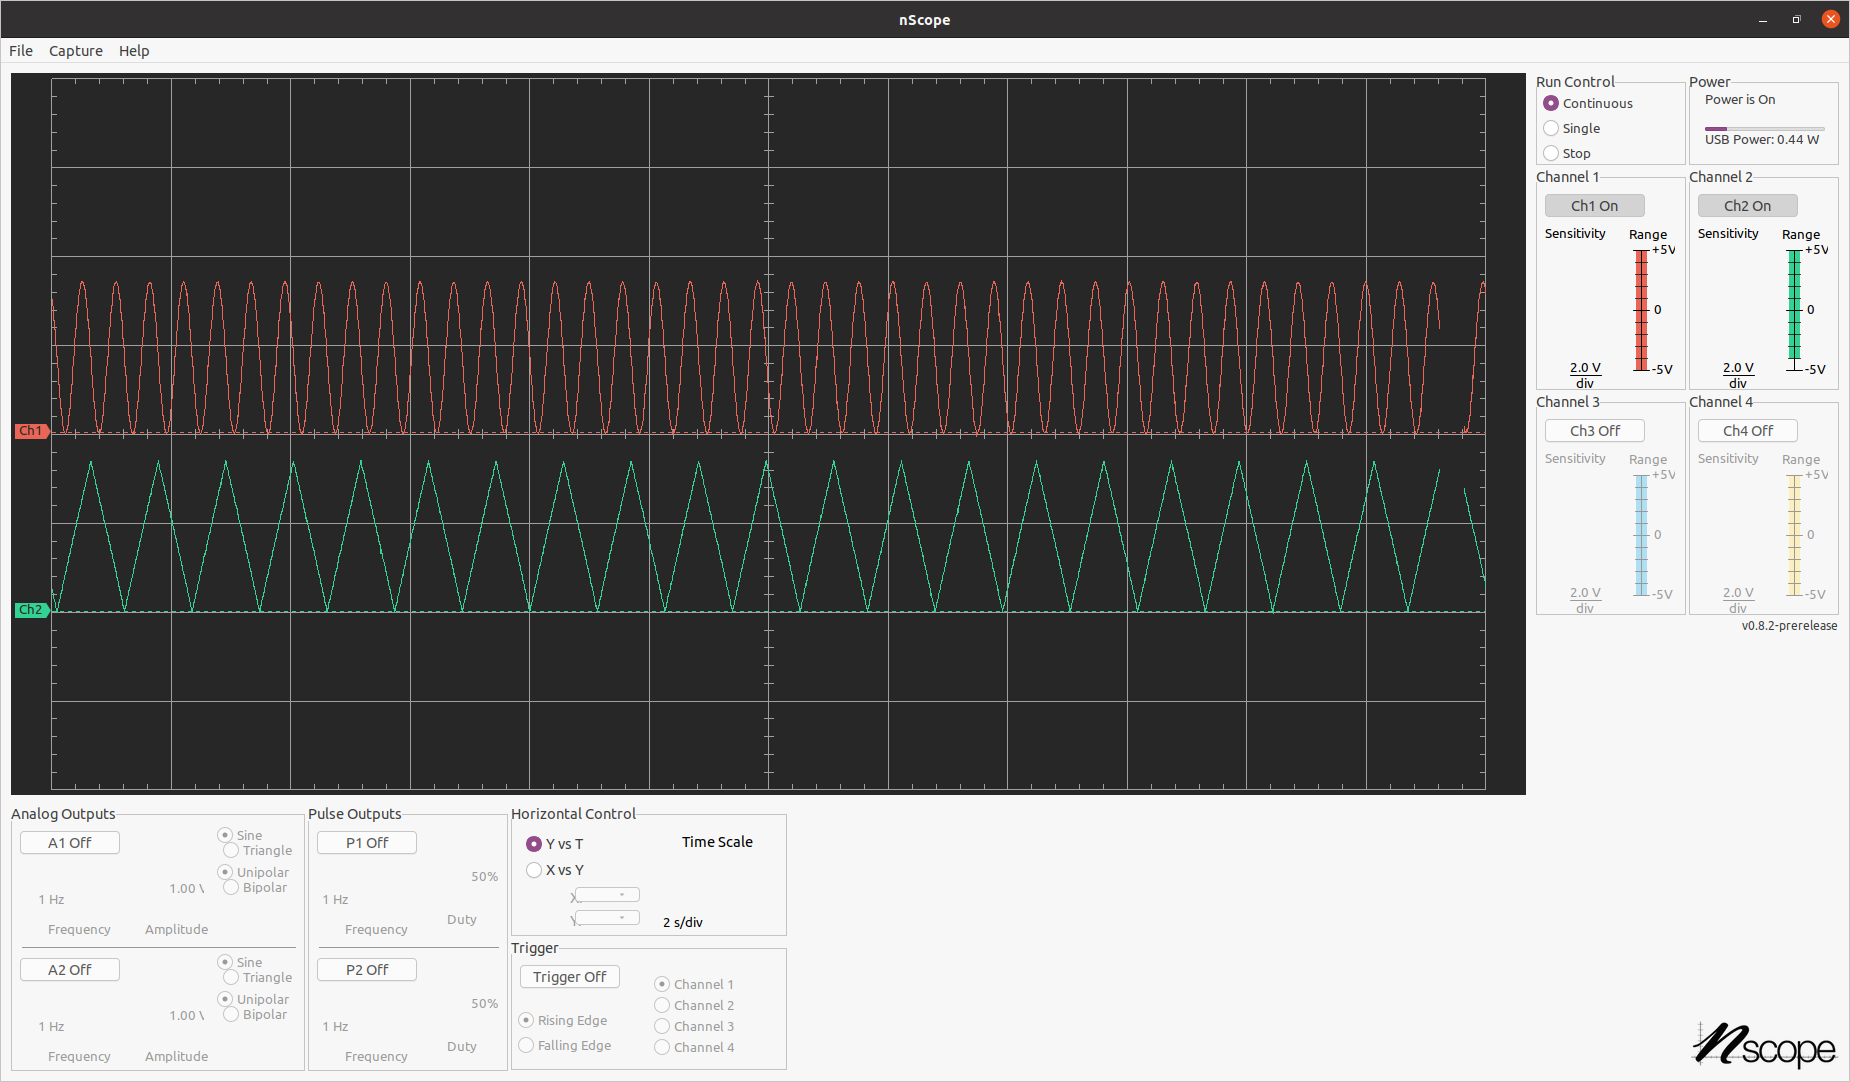 nScope
File Capture Help
Run Control
Continuous
Single
Stop
Power
Power is On
USB Power: 0.44 W
Channel 1
Ch1 On
Sensitivity Range
+5V
0
-5V
2.0 V
div
Channel 2
Ch2 On
Sensitivity Range
+5V
0
-5V
2.0 V
div
Ch1
Ch2
Channel 3
Ch3 Off
Sensitivity Range
+5V
0
-5V
2.0 V
div
Channel 4
Ch4 Off
Sensitivity Range
+5V
0
-5V
2.0 V
div
v0.8.2-prerelease
Analog Outputs
A1 Off
Sine
Triangle
Unipolar
Bipolar
1.00 V
1 Hz
Frequency Amplitude
A2 Off
Sine
Triangle
Unipolar
Bipolar
1.00 V
1 Hz
Frequency Amplitude
Pulse Outputs
P1 Off
50%
1 Hz
Duty
Frequency
P2 Off
50%
1 Hz
Duty
Frequency
Horizontal Control
Y vs T
X vs Y
Time Scale
X:
Y:
2 s/div
Trigger
Trigger Off
Rising Edge
Falling Edge
Channel 1
Channel 2
Channel 3
Channel 4
nscope